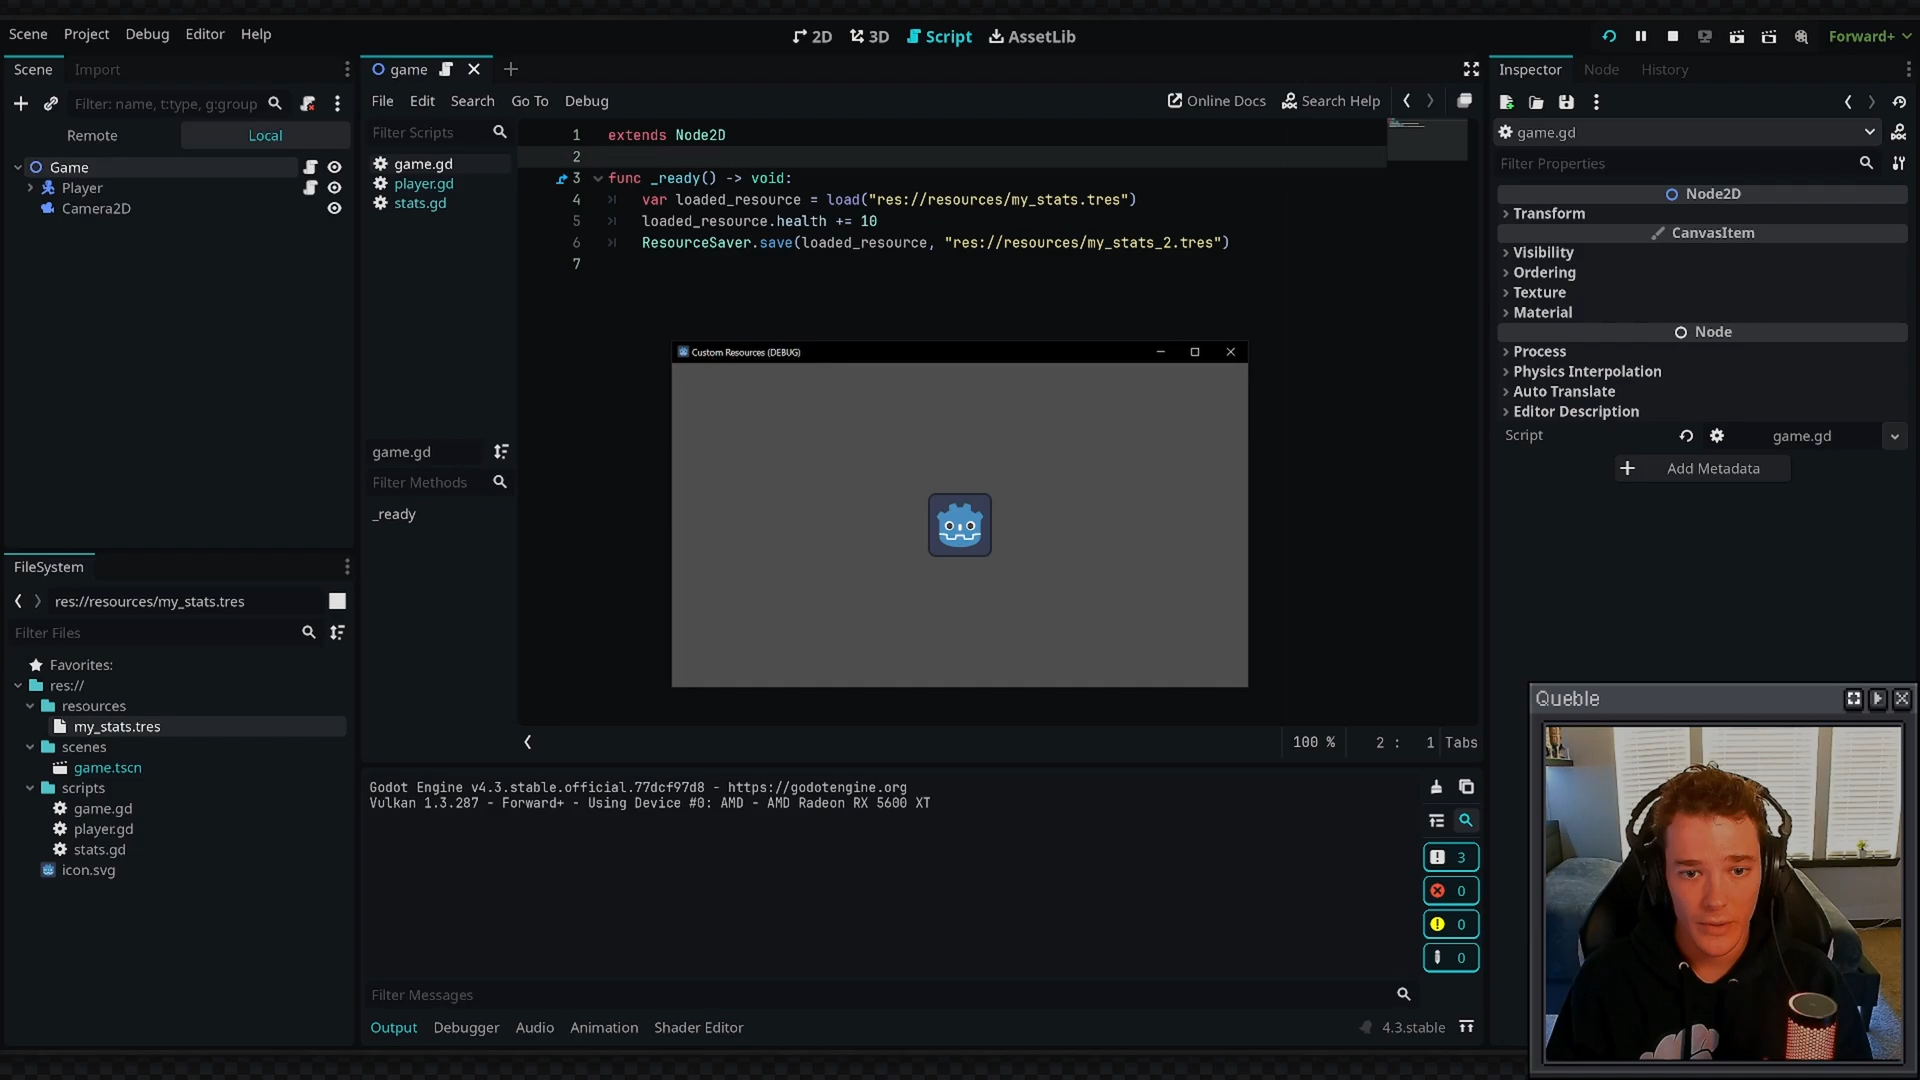 Scene Project Debug Editor Help
2D 3D Script AssetLib
Forward+
Scene Import
Filter: name, t:type, g:group
Remote Local
Game
Player
Camera2D
game
File Edit Search Go To Debug
Online Docs Search Help
Filter Scripts
game.gd
player.gd
stats.gd
game.gd
Filter Methods
_ready
1 extends Node2D
2
3 func _ready() -> void:
4 var loaded_resource = load("res://resources/my_stats.tres")
5 loaded_resource.health += 10
6 ResourceSaver.save(loaded_resource, "res://resources/my_stats_2.tres")
7
Custom Resources (DEBUG)
100 % 2 : 1 Tabs
Inspector Node History
game.gd
Filter Properties
Node2D
Transform
CanvasItem
Visibility
Ordering
Texture
Material
Node
Process
Physics Interpolation
Auto Translate
Editor Description
Script game.gd
Add Metadata
FileSystem
res://resources/my_stats.tres
Filter Files
Favorites:
res://
resources
my_stats.tres
scenes
game.tscn
scripts
game.gd
player.gd
stats.gd
icon.svg
Godot Engine v4.3.stable.official.77dcf97d8 - https://godotengine.org
Vulkan 1.3.287 - Forward+ - Using Device #0: AMD - AMD Radeon RX 5600 XT
3
0
0
0
Filter Messages
Output Debugger Audio Animation Shader Editor
4.3.stable
Queble